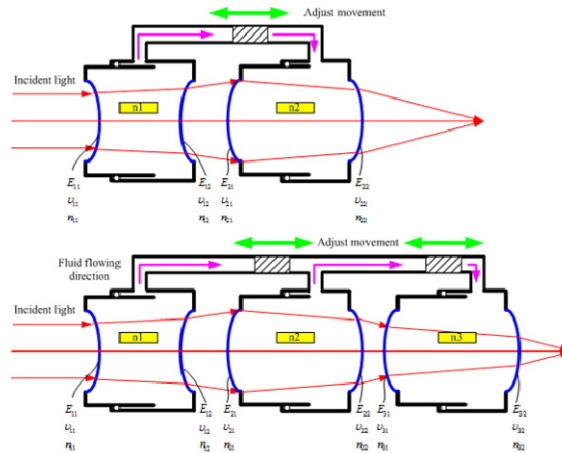 Adjust movement
Incident light
n1 n2
E11 E12 E21 E22
υ11 υ12 υ21 υ22
n11 n12 n21 n22
Fluid flowing direction Adjust movement
Incident light
n1 n2 n3
E11 E12 E21 E22 E31 E32
υ11 υ12 υ21 υ22 υ31 υ32
n11 n12 n21 n22 n31 n32